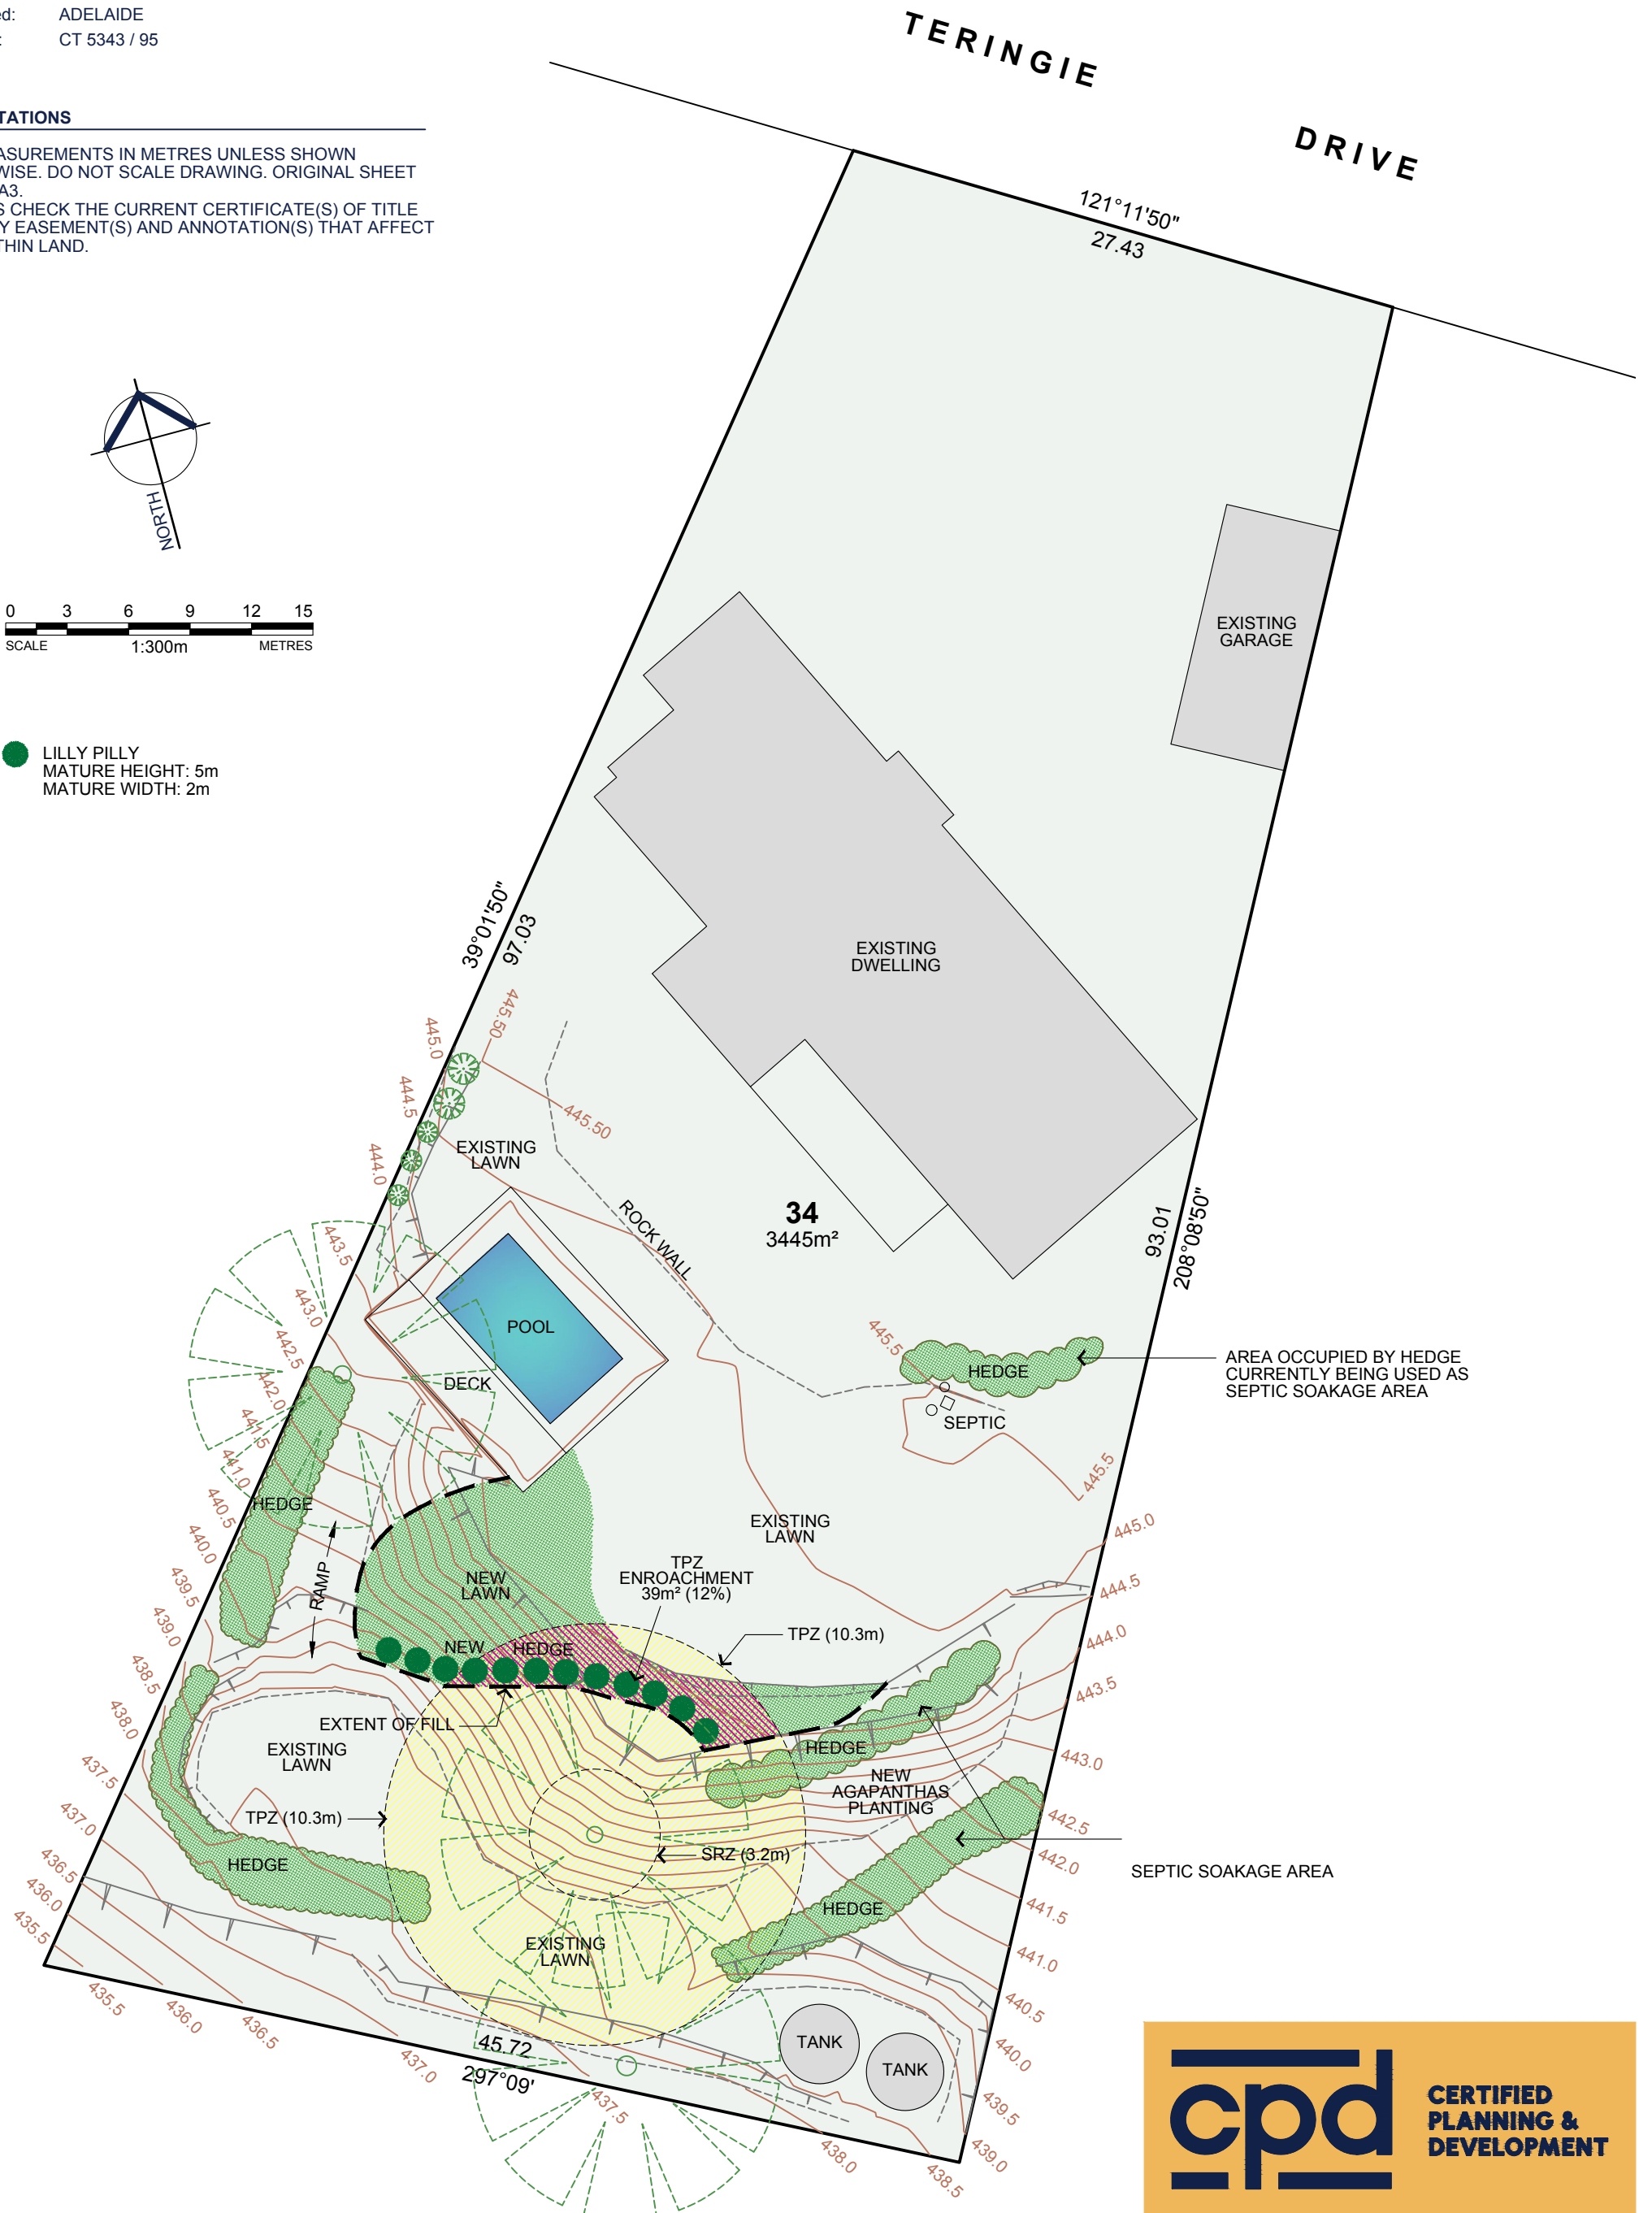 ed: ADELAIDE
: CT 5343 / 95
TATIONS
ASUREMENTS IN METRES UNLESS SHOWN
WISE. DO NOT SCALE DRAWING. ORIGINAL SHEET
A3.
S CHECK THE CURRENT CERTIFICATE(S) OF TITLE
Y EASEMENT(S) AND ANNOTATION(S) THAT AFFECT
THIN LAND.
TERINGIE DRIVE
121°11'50"
27.43
NORTH
0 3 6 9 12 15
SCALE 1:300m METRES
LILLY PILLY
MATURE HEIGHT: 5m
MATURE WIDTH: 2m
EXISTING
GARAGE
EXISTING
DWELLING
39°01'50"
97.03
445.50
445.0
444.5
444.0
445.50
EXISTING
LAWN
ROCK WALL
34
3445m²
93.01
208°08'50"
443.5
443.0
442.5
442.0
441.5
441.0
440.5
440.0
439.5
439.0
438.5
438.0
437.5
437.0
436.5
436.0
435.5
POOL
DECK
445.5
HEDGE
AREA OCCUPIED BY HEDGE
CURRENTLY BEING USED AS
SEPTIC SOAKAGE AREA
SEPTIC
445.5
HEDGE
RAMP
EXISTING
LAWN
NEW
LAWN
TPZ
ENROACHMENT
39m² (12%)
TPZ (10.3m)
NEW HEDGE
EXTENT OF FILL
EXISTING
LAWN
TPZ (10.3m)
HEDGE
HEDGE
NEW
AGAPANTHAS
PLANTING
SRZ (3.2m)
SEPTIC SOAKAGE AREA
HEDGE
EXISTING
LAWN
TANK
TANK
445.0
444.5
444.0
443.5
443.0
442.5
442.0
441.5
441.0
440.5
440.0
439.5
439.0
435.5
436.0
436.5
437.0
437.5
438.0
438.5
45.72
297°09'
cpd
CERTIFIED
PLANNING &
DEVELOPMENT